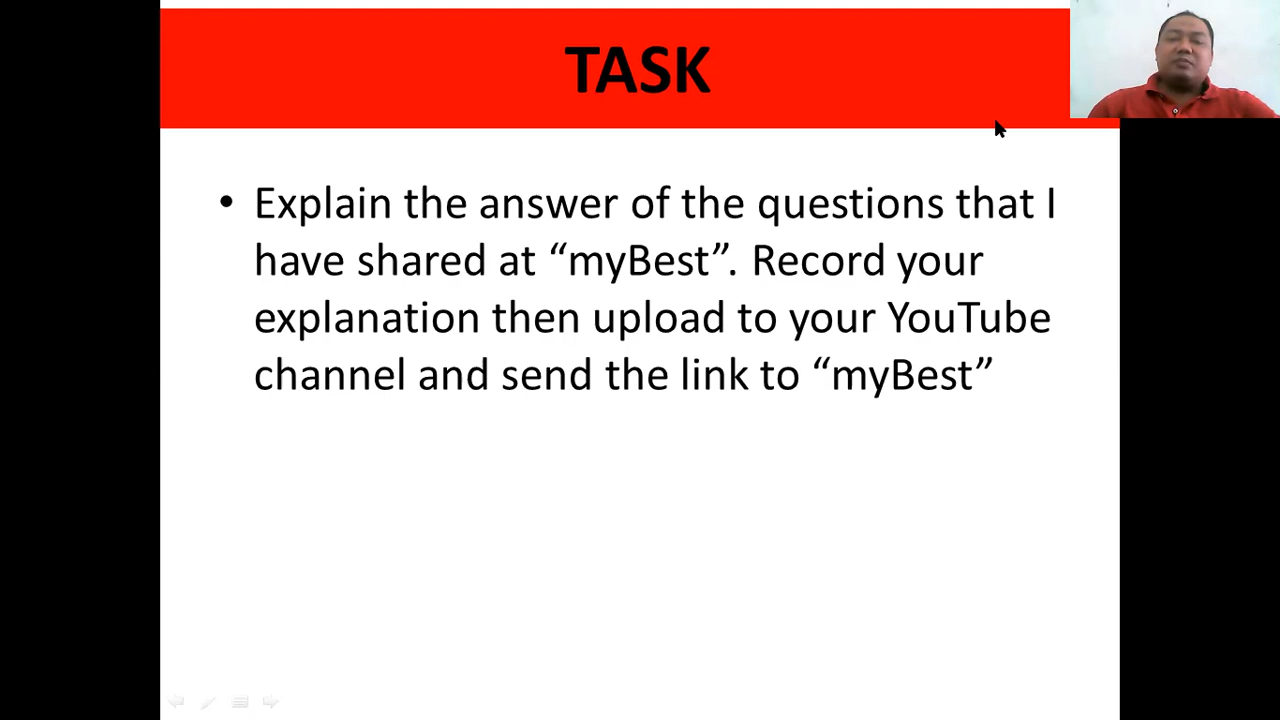 TASK
• Explain the answer of the questions that I
have shared at “myBest”. Record your
explanation then upload to your YouTube
channel and send the link to “myBest”